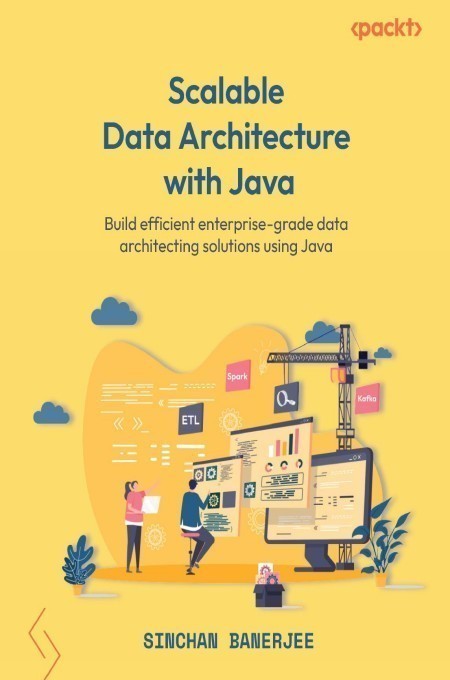 <packt>
Scalable
Data Architecture
with Java
Build efficient enterprise-grade data
architecting solutions using Java
Spark
ETL
Kafka
SINCHAN BANERJEE